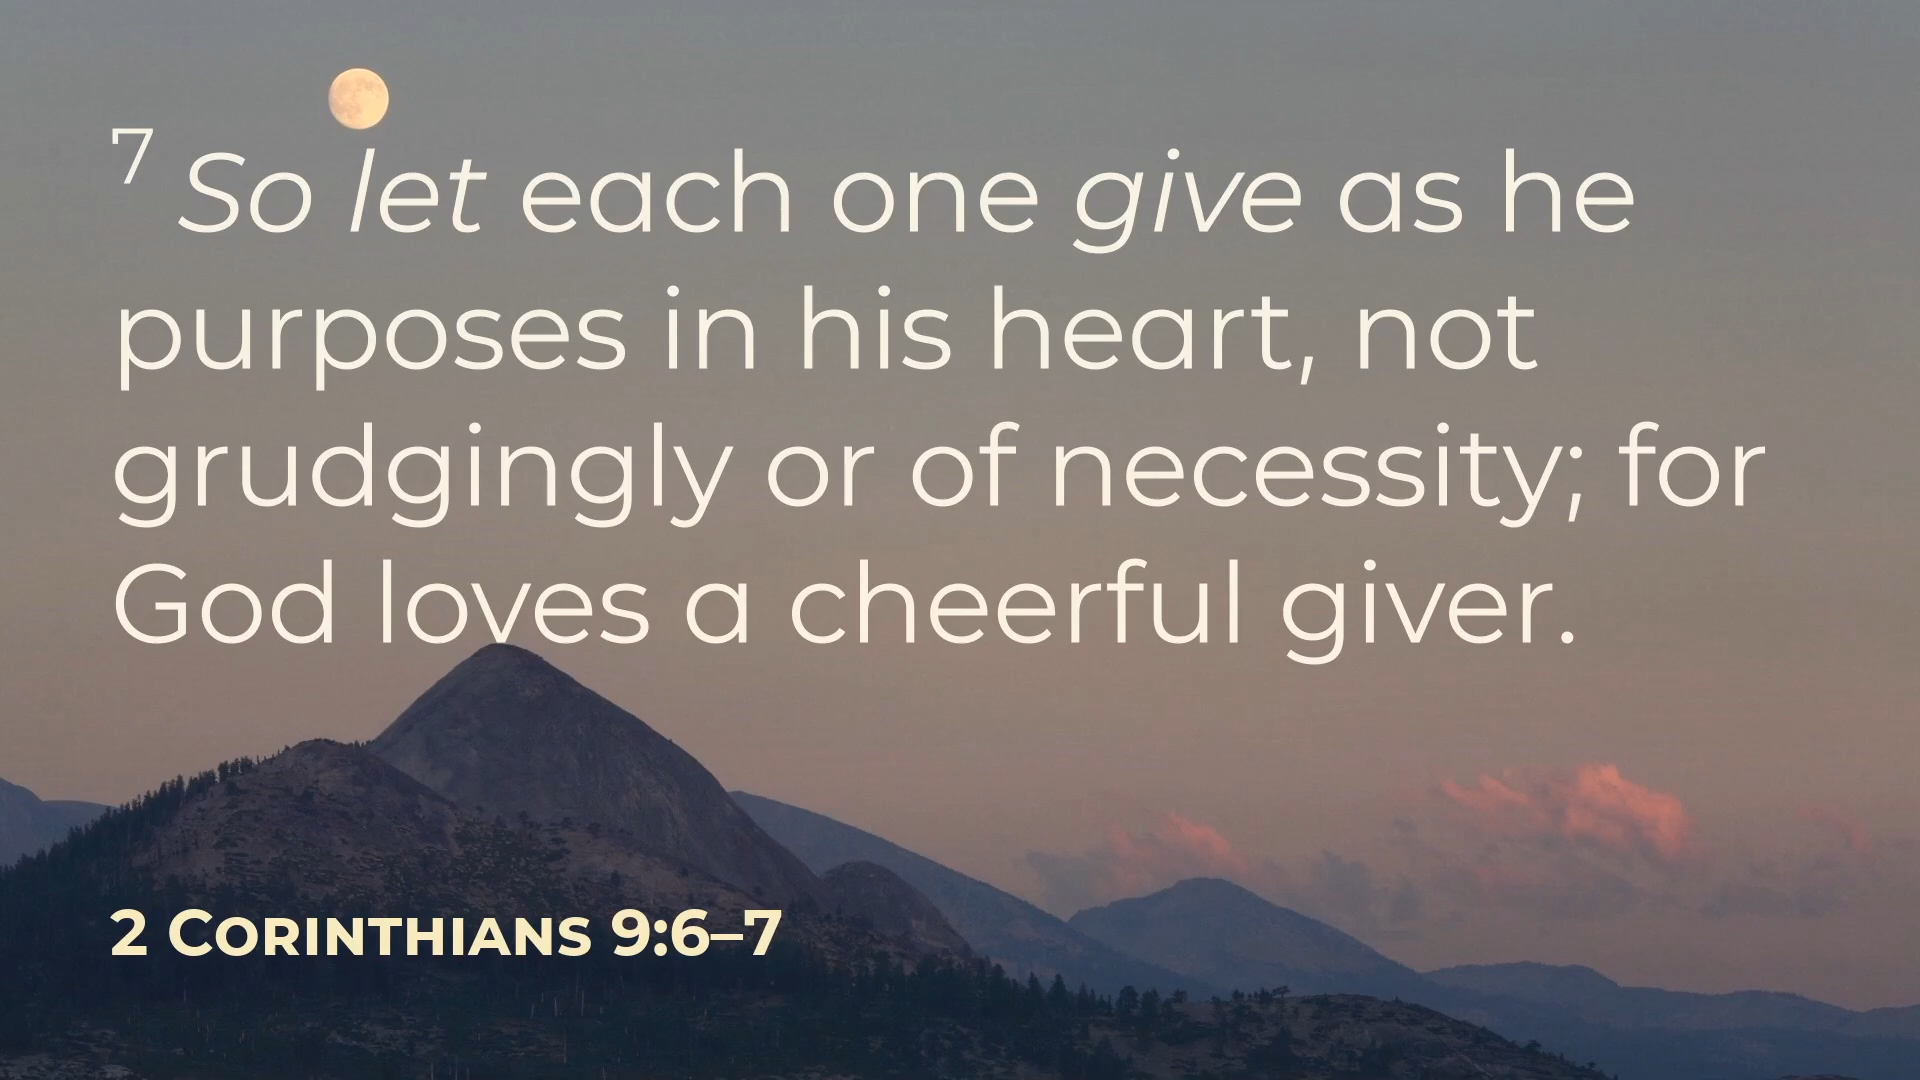 7 So let each one give as he
purposes in his heart, not
grudgingly or of necessity; for
God loves a cheerful giver.
2 Corinthians 9:6–7